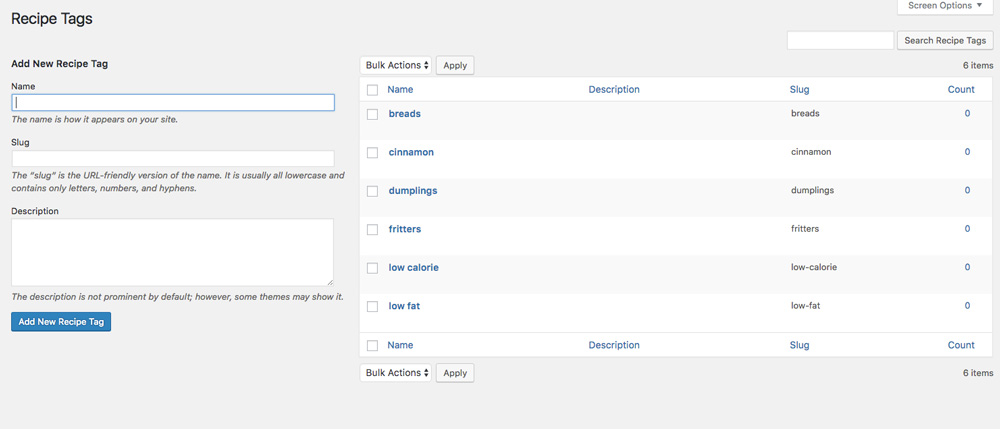 Screen Options ▼
Recipe Tags
Search Recipe Tags
Add New Recipe Tag
Name
The name is how it appears on your site.
Slug
The “slug” is the URL-friendly version of the name. It is usually all lowercase and
contains only letters, numbers, and hyphens.
Description
The description is not prominent by default; however, some themes may show it.
Add New Recipe Tag
Bulk Actions Apply 6 items
Name Description Slug Count
breads breads 0
cinnamon cinnamon 0
dumplings dumplings 0
fritters fritters 0
low calorie low-calorie 0
low fat low-fat 0
Name Description Slug Count
Bulk Actions Apply 6 items